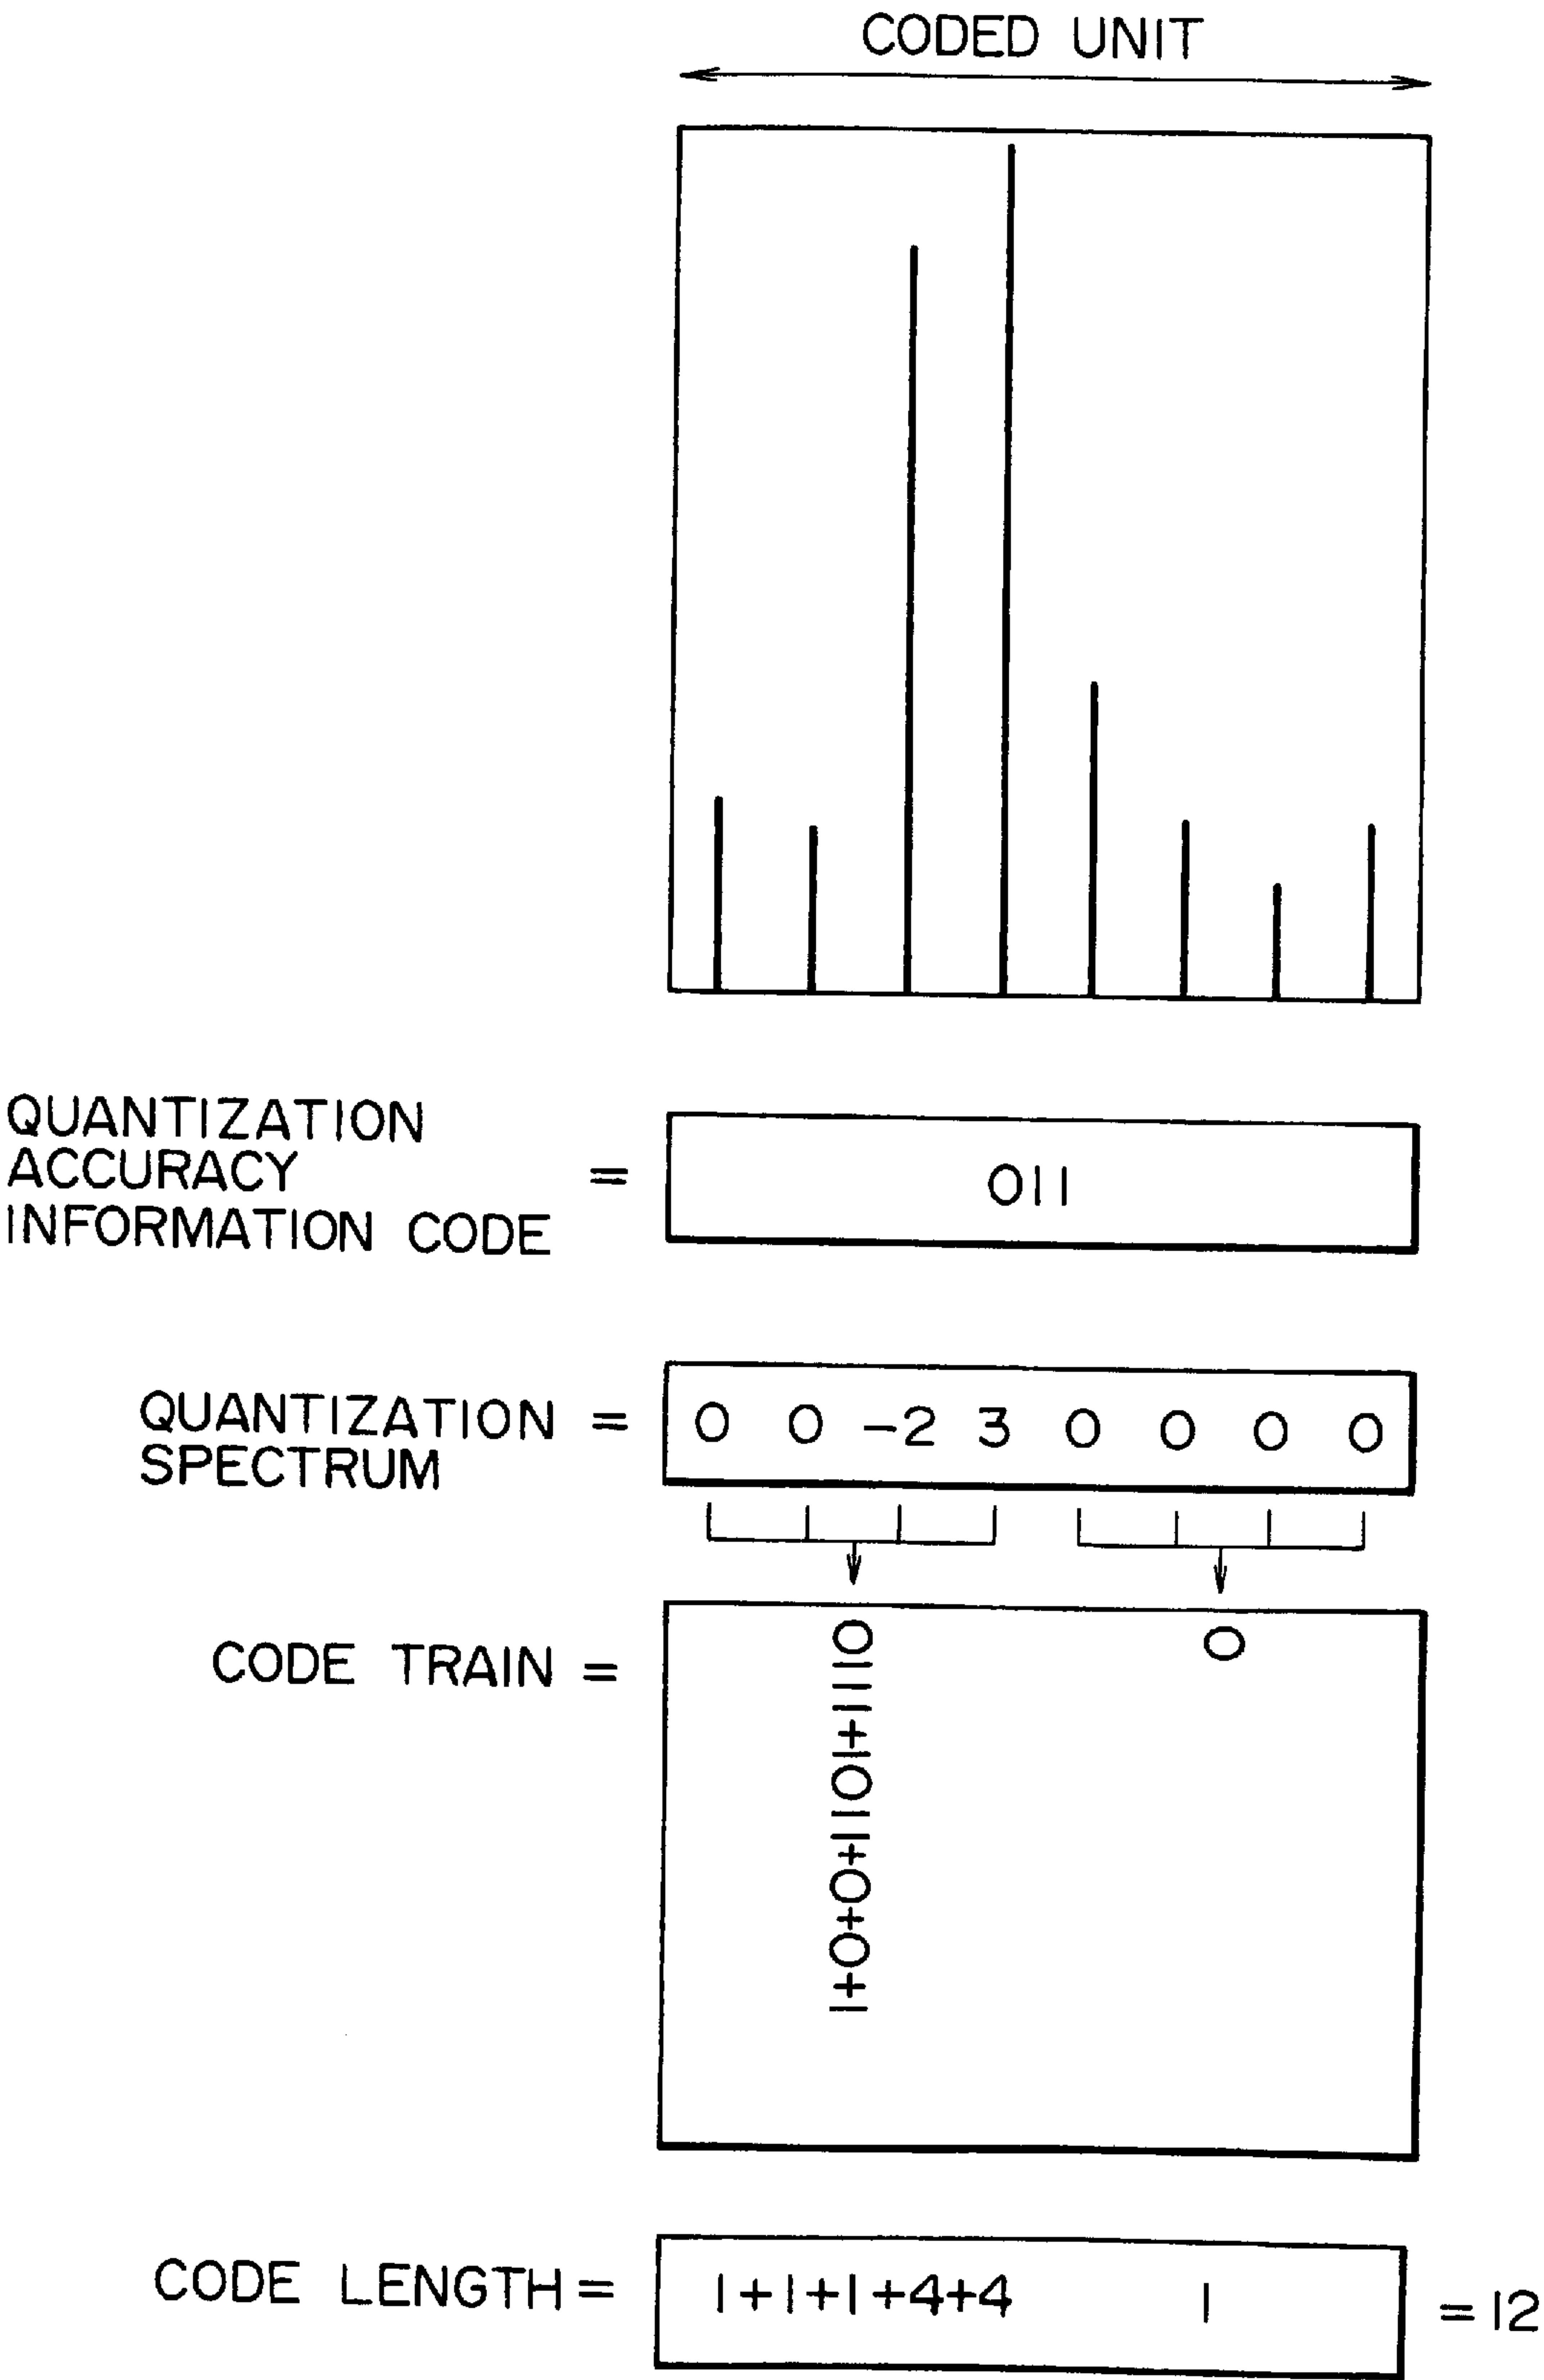 CODED UNIT
QUANTIZATION
ACCURACY
INFORMATION CODE = 011
QUANTIZATION
SPECTRUM = 0 0 -2 3 0 0 0 0
CODE TRAIN = 1+0+0+1101+1110 0
CODE LENGTH = 1+1+1+4+4 1 =12